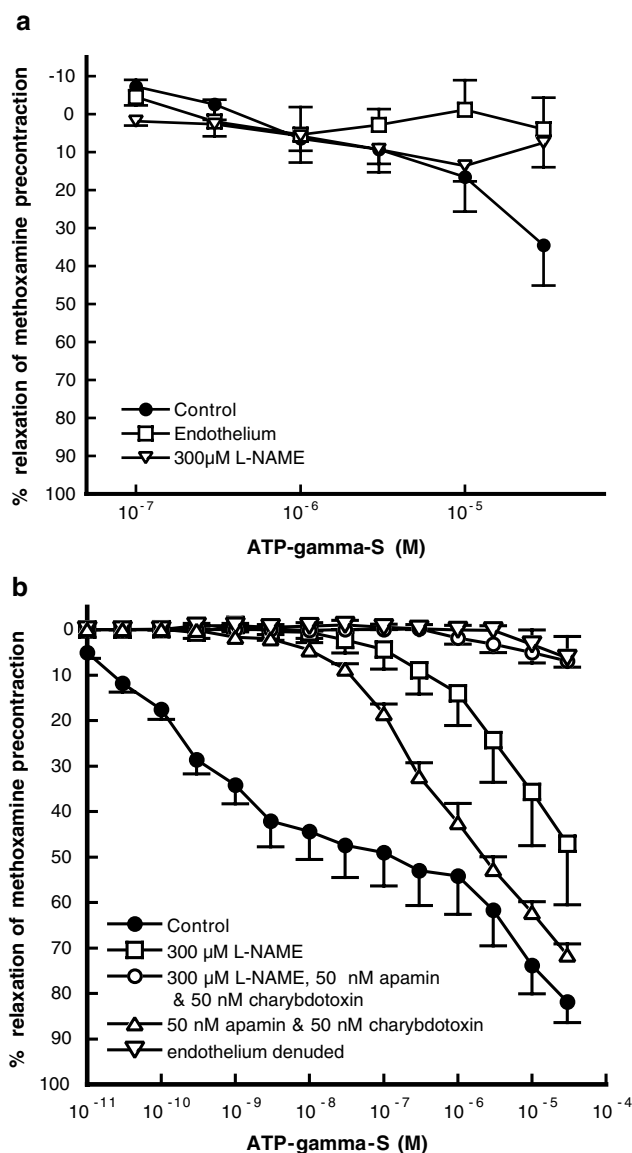 a
% relaxation of methoxamine precontraction
-10
0
10
20
30
40
50
60
70
80
90
100
Control
Endothelium
300µM L-NAME
10-7
10-6
10-5
ATP-gamma-S (M)
b
% relaxation of methoxamine precontraction
0
10
20
30
40
50
60
70
80
90
100
Control
300 µM L-NAME
300 µM L-NAME, 50 nM apamin
& 50 nM charybdotoxin
50 nM apamin & 50 nM charybdotoxin
endothelium denuded
10-11
10-10
10-9
10-8
10-7
10-6
10-5
10-4
ATP-gamma-S (M)